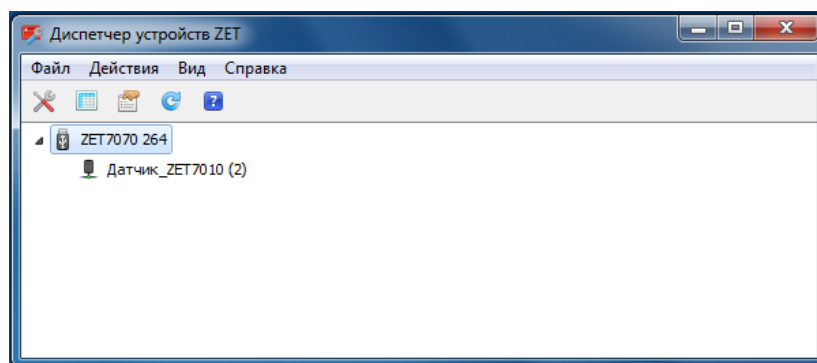 Диспетчер устройств ZET
Файл Действия Вид Справка
ZET7070 264
Датчик_ZET7010 (2)